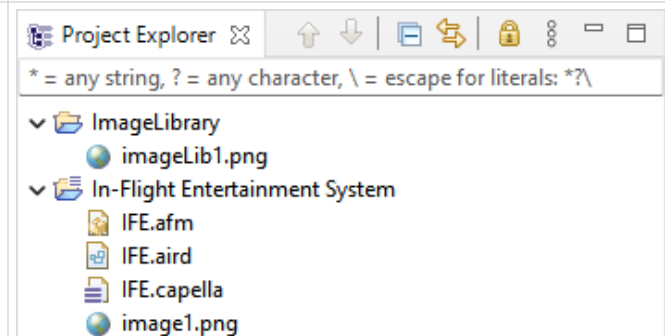 Project Explorer
* = any string, ? = any character, \ = escape for literals: *?\
ImageLibrary
imageLib1.png
In-Flight Entertainment System
IFE.afm
IFE.aird
IFE.capella
image1.png